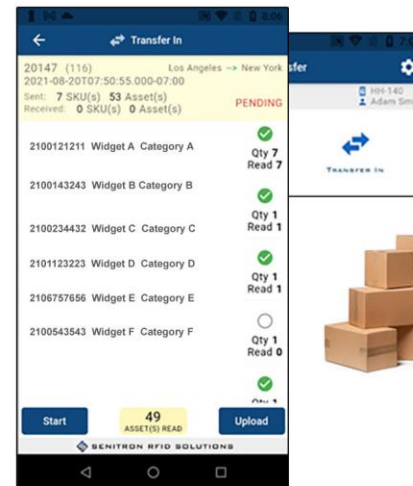 8:06
Transfer In
20147 (116) Los Angeles --> New York
2021-08-20T07:50:55.000-07:00
Sent: 7 SKU(s) 53 Asset(s)
Received: 0 SKU(s) 0 Asset(s)
PENDING
2100121211 Widget A Category A
Qty 7
Read 7
2100143243 Widget B Category B
Qty 1
Read 1
2100234432 Widget C Category C
2101123223 Widget D Category D
Qty 1
Read 1
2106757656 Widget E Category E
2100543543 Widget F Category F
Qty 1
Read 0
Qty 1
Start
49
ASSET(S) READ
Upload
SENITRON RFID SOLUTIONS
sfer
HH-140
Adam Sm
TRANSFER IN